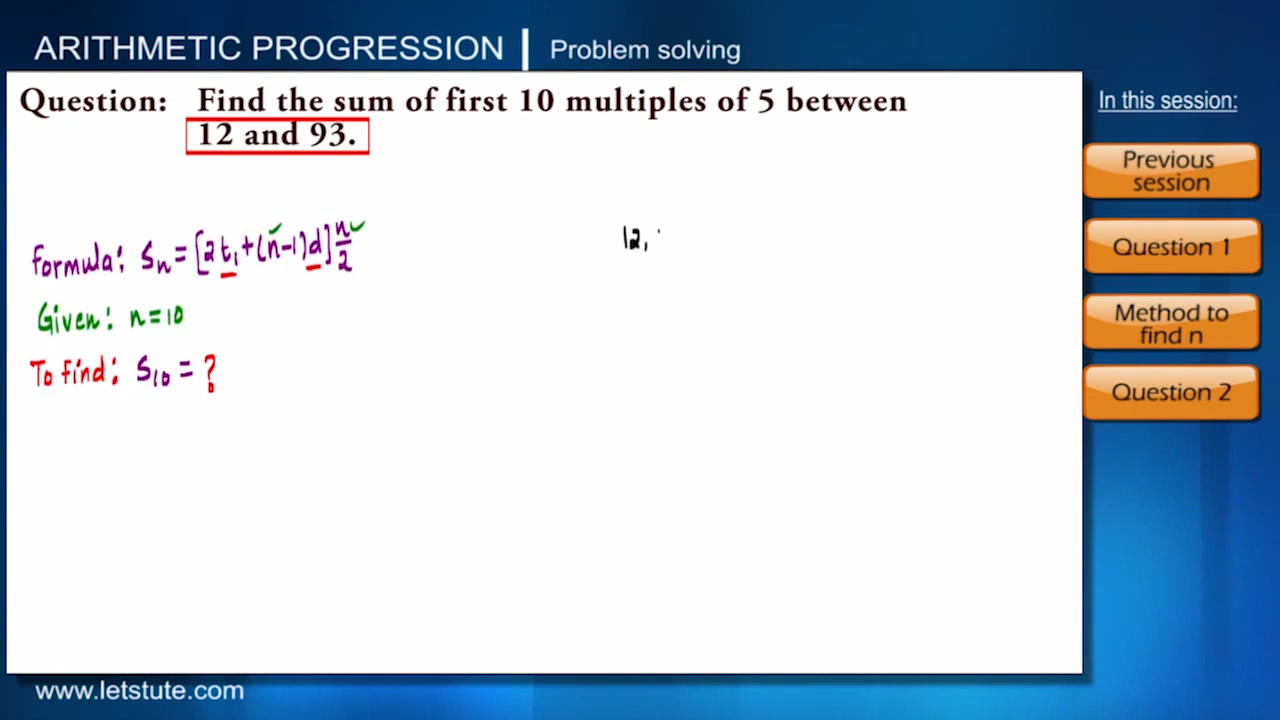 ARITHMETIC PROGRESSION | Problem solving
Question: Find the sum of first 10 multiples of 5 between
12 and 93.
In this session:
Previous
session
Question 1
Method to
find n
Question 2
Formula: Sn = [2t1 + (n-1)d] n/2
12,
Given: n = 10
To find: S10 = ?
www.letstute.com